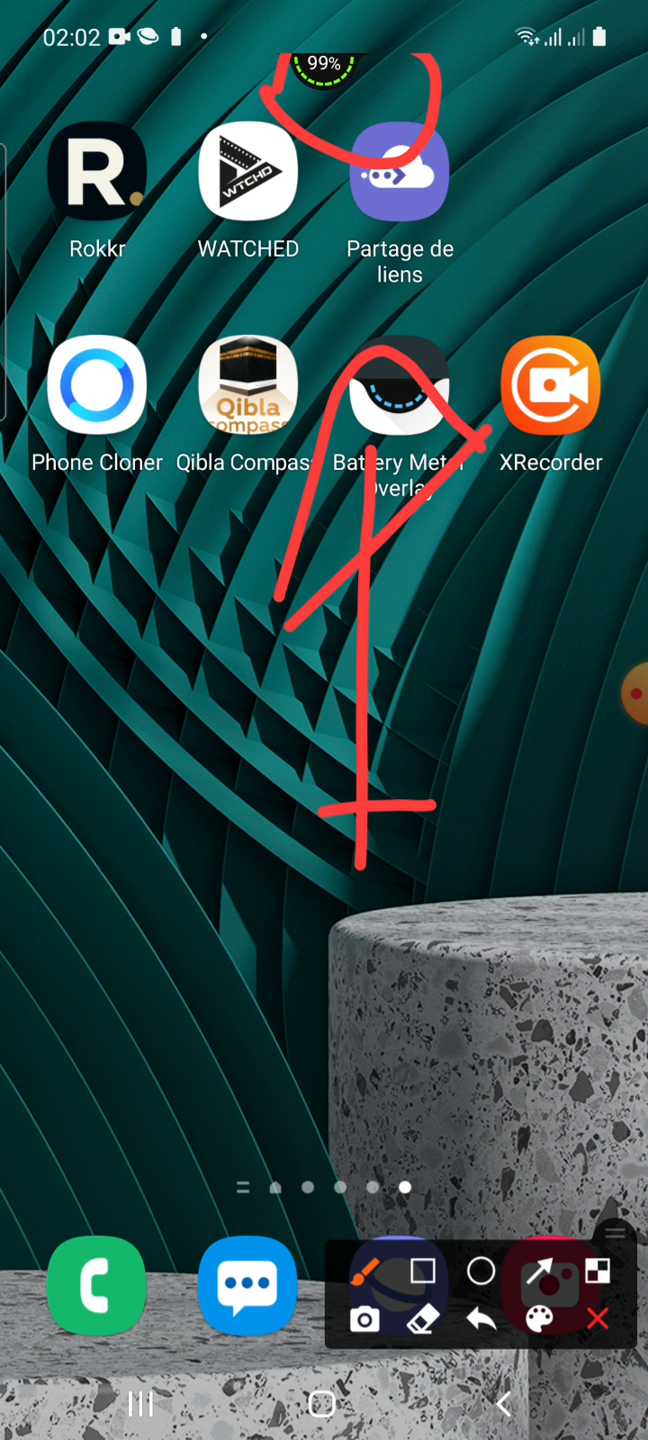 02:02
99%
R.
WTCHD
Rokkr
WATCHED
Partage de
liens
Qibla
compass
Phone Cloner
Qibla Compass
Battery Meter
Overlay
XRecorder